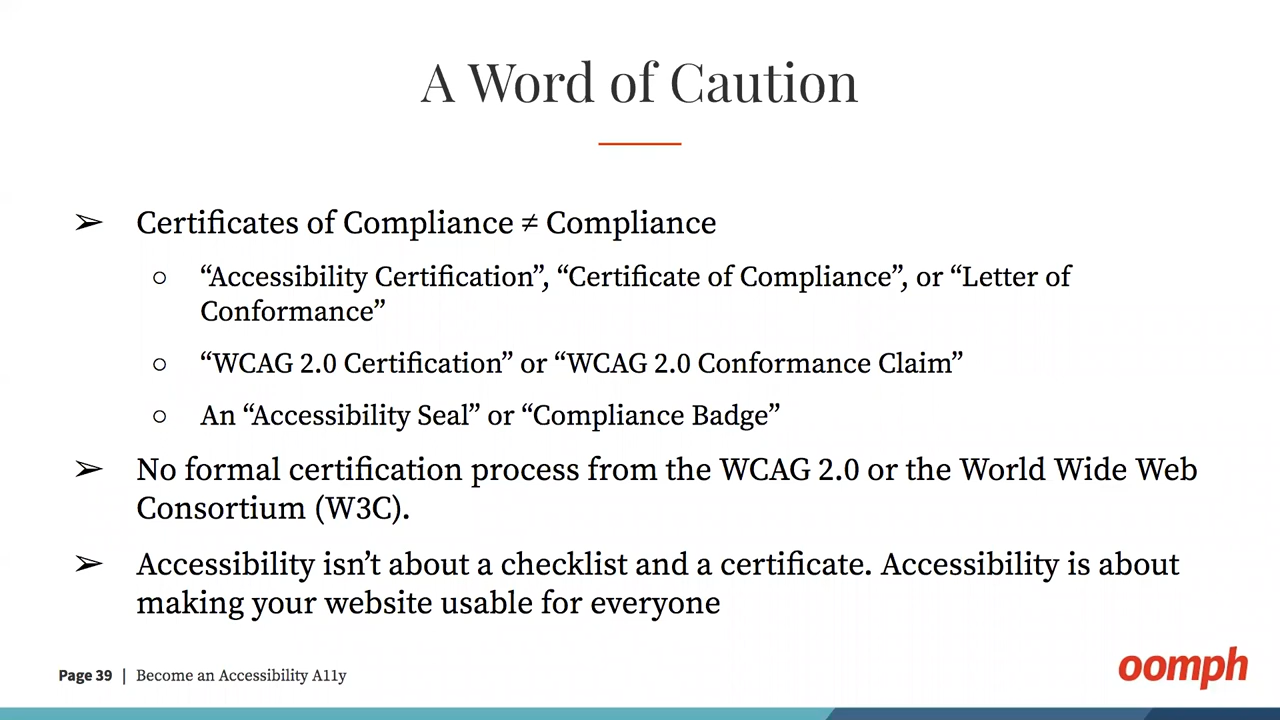 A Word of Caution
➢ Certificates of Compliance ≠ Compliance
○ “Accessibility Certification”, “Certificate of Compliance”, or “Letter of
Conformance”
○ “WCAG 2.0 Certification” or “WCAG 2.0 Conformance Claim”
○ An “Accessibility Seal” or “Compliance Badge”
➢ No formal certification process from the WCAG 2.0 or the World Wide Web
Consortium (W3C).
➢ Accessibility isn’t about a checklist and a certificate. Accessibility is about
making your website usable for everyone
Page 39 | Become an Accessibility A11y
oomph